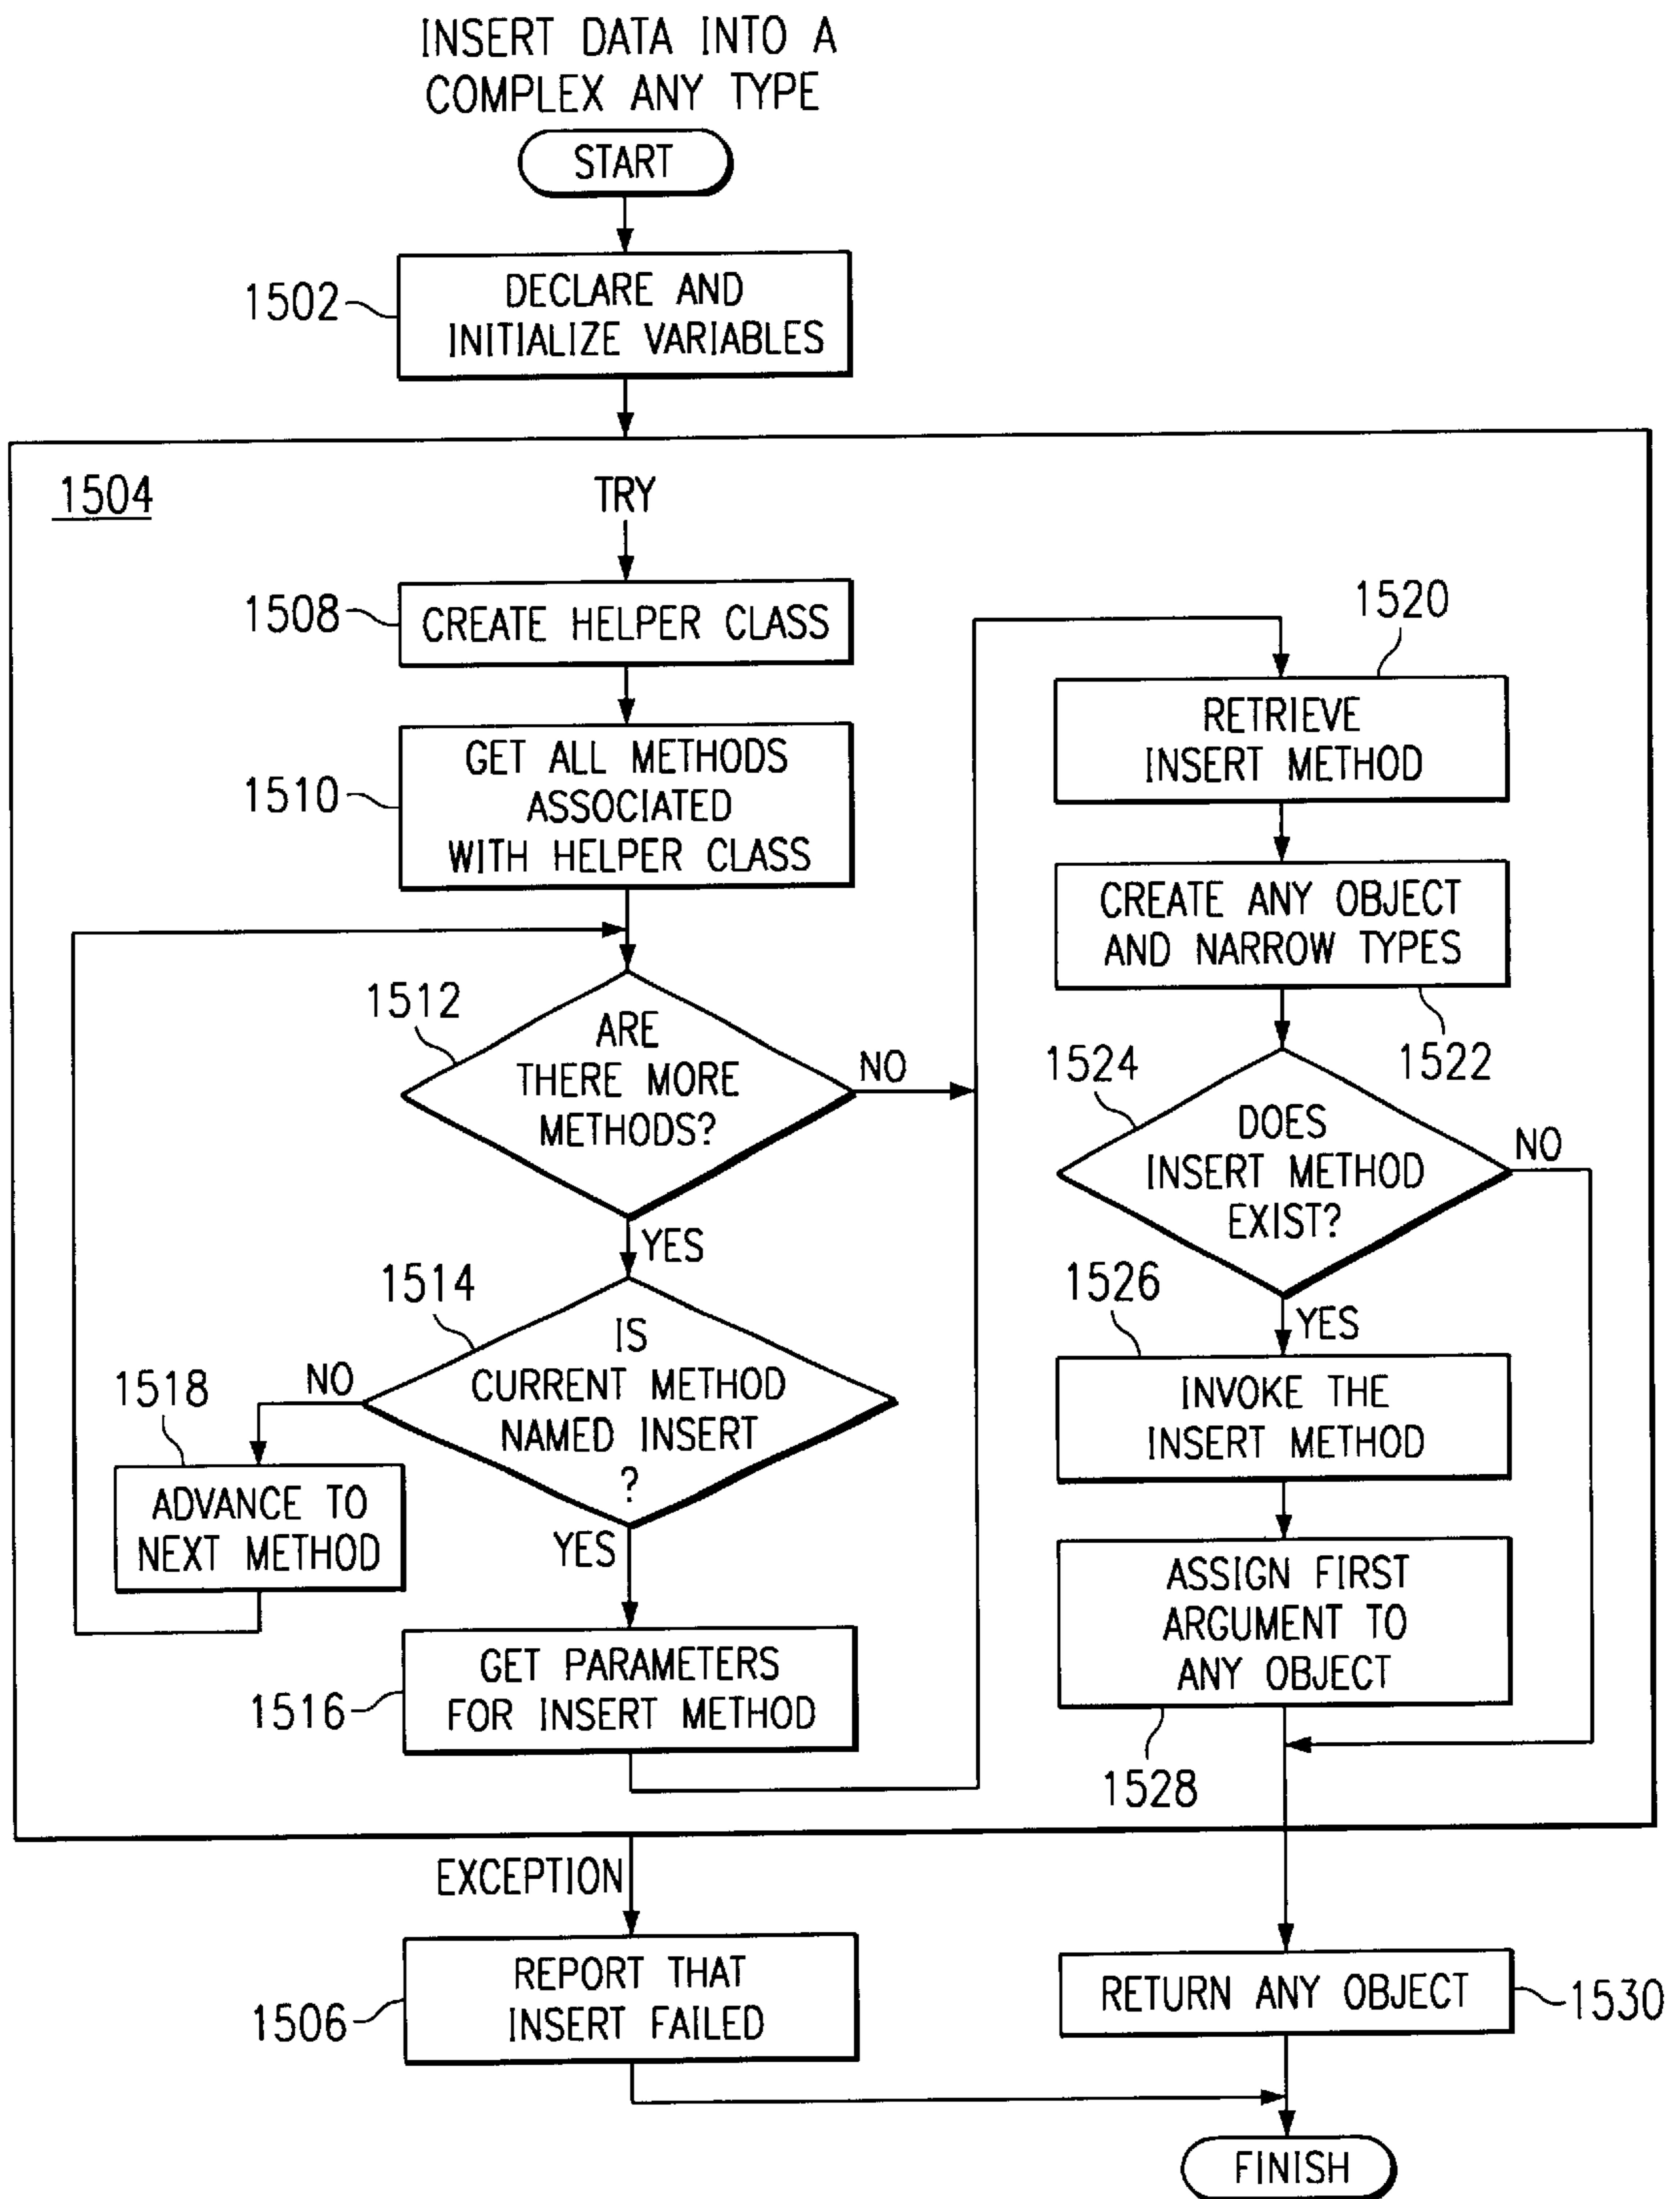 INSERT DATA INTO A
COMPLEX ANY TYPE
START
1502
DECLARE AND
INITIALIZE VARIABLES
1504
TRY
1508
CREATE HELPER CLASS
1510
GET ALL METHODS
ASSOCIATED
WITH HELPER CLASS
1512
ARE
THERE MORE
METHODS?
NO
YES
1514
IS
CURRENT METHOD
NAMED INSERT
?
NO
1518
ADVANCE TO
NEXT METHOD
YES
1516
GET PARAMETERS
FOR INSERT METHOD
1520
RETRIEVE
INSERT METHOD
CREATE ANY OBJECT
AND NARROW TYPES
1522
1524
DOES
INSERT METHOD
EXIST?
NO
YES
1526
INVOKE THE
INSERT METHOD
ASSIGN FIRST
ARGUMENT TO
ANY OBJECT
1528
EXCEPTION
1506
REPORT THAT
INSERT FAILED
RETURN ANY OBJECT
1530
FINISH